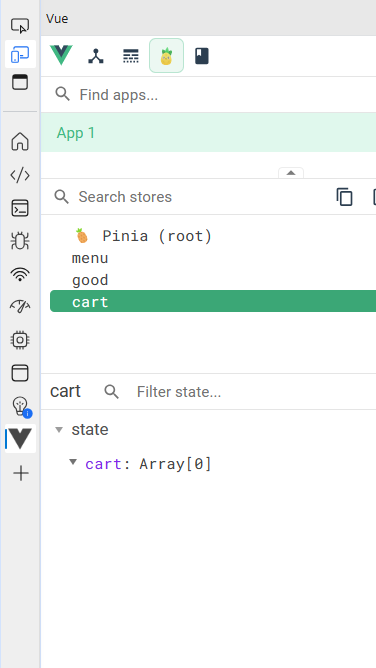 Vue
Find apps...
App 1
Search stores
🍍 Pinia (root)
menu
good
cart
cart
Filter state...
state
cart: Array[0]